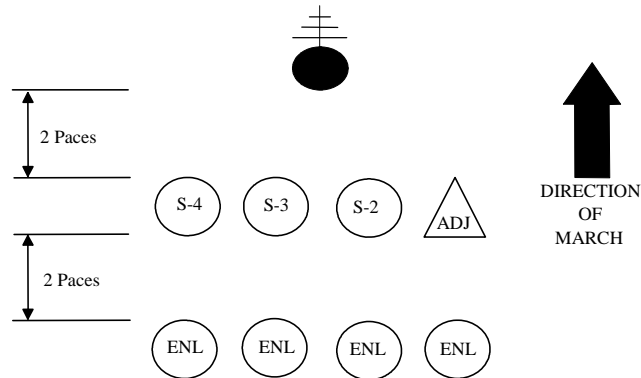 2 Paces
S-4 S-3 S-2 ADJ
DIRECTION
OF
MARCH
2 Paces
ENL ENL ENL ENL